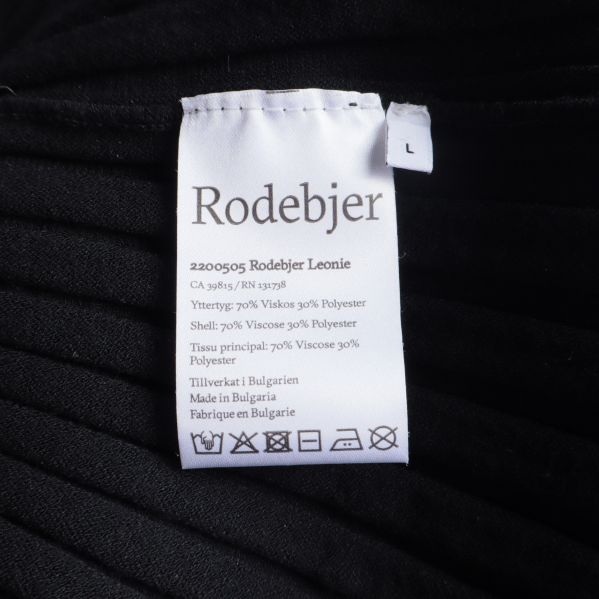 L
Rodebjer
2200505 Rodebjer Leonie
CA 39815 / RN 131738
Yttertyg: 70% Viskos 30% Polyester
Shell: 70% Viscose 30% Polyester
Tissu principal: 70% Viscose 30%
Polyester
Tillverkat i Bulgarien
Made in Bulgaria
Fabrique en Bulgarie